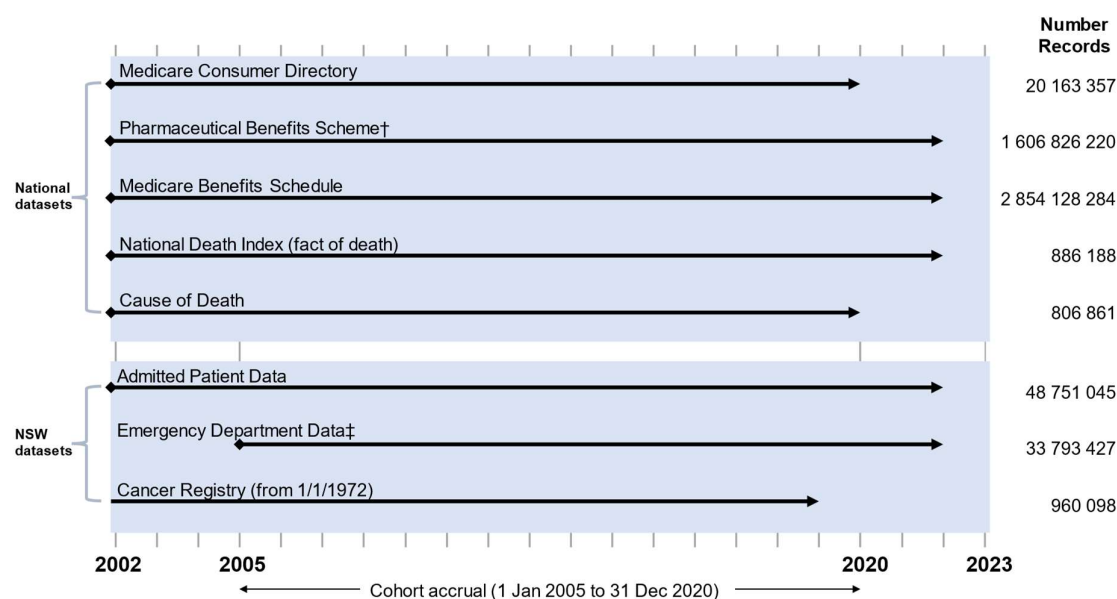 Number
Records
Medicare Consumer Directory
20 163 357
Pharmaceutical Benefits Scheme†
1 606 826 220
National
datasets
Medicare Benefits Schedule
2 854 128 284
National Death Index (fact of death)
886 188
Cause of Death
806 861
Admitted Patient Data
48 751 045
NSW
datasets
Emergency Department Data‡
33 793 427
Cancer Registry (from 1/1/1972)
960 098
2002 2005 2020 2023
Cohort accrual (1 Jan 2005 to 31 Dec 2020)